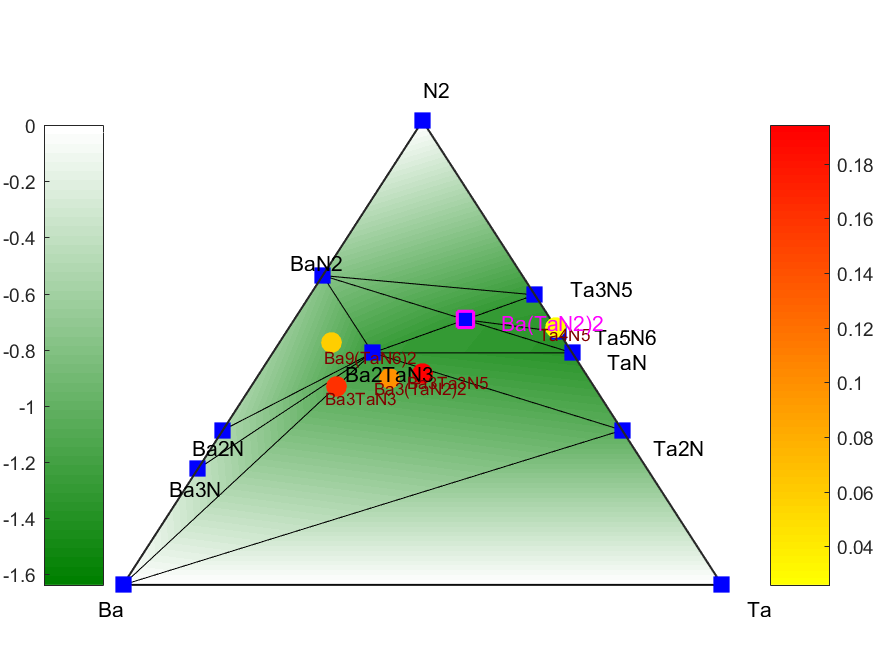 N2
0
-0.2
-0.4
-0.6
-0.8
-1
-1.2
-1.4
-1.6
0.18
0.16
0.14
0.12
0.1
0.08
0.06
0.04
BaN2
Ta3N5
Ba(TaN2)2
Ta4N5
Ta5N6
TaN
Ba9(TaN6)2
Ba2TaN3
Ba3Ta3N5
Ba3(TaN2)2
Ba3TaN3
Ba2N
Ta2N
Ba3N
Ba
Ta